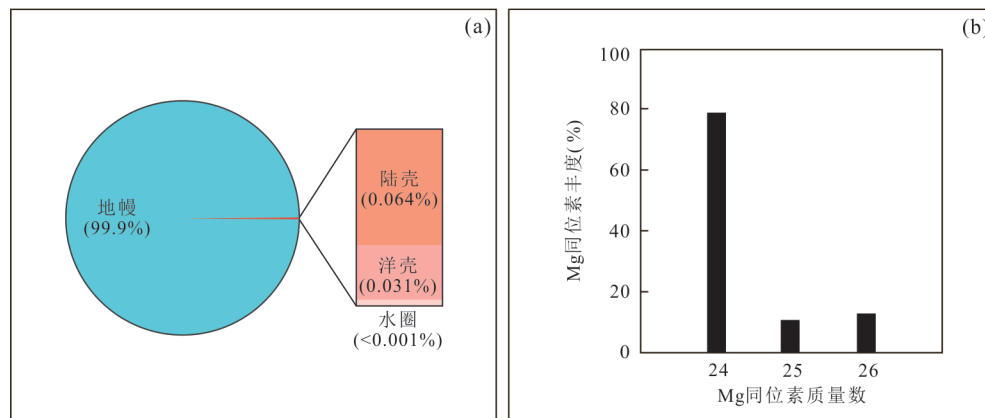 (a)
地幔
(99.9%)
陆壳
(0.064%)
洋壳
(0.031%)
水圈
(<0.001%)
(b)
Mg同位素丰度(%)
100
80
60
40
20
0
24 25 26
Mg同位素质量数